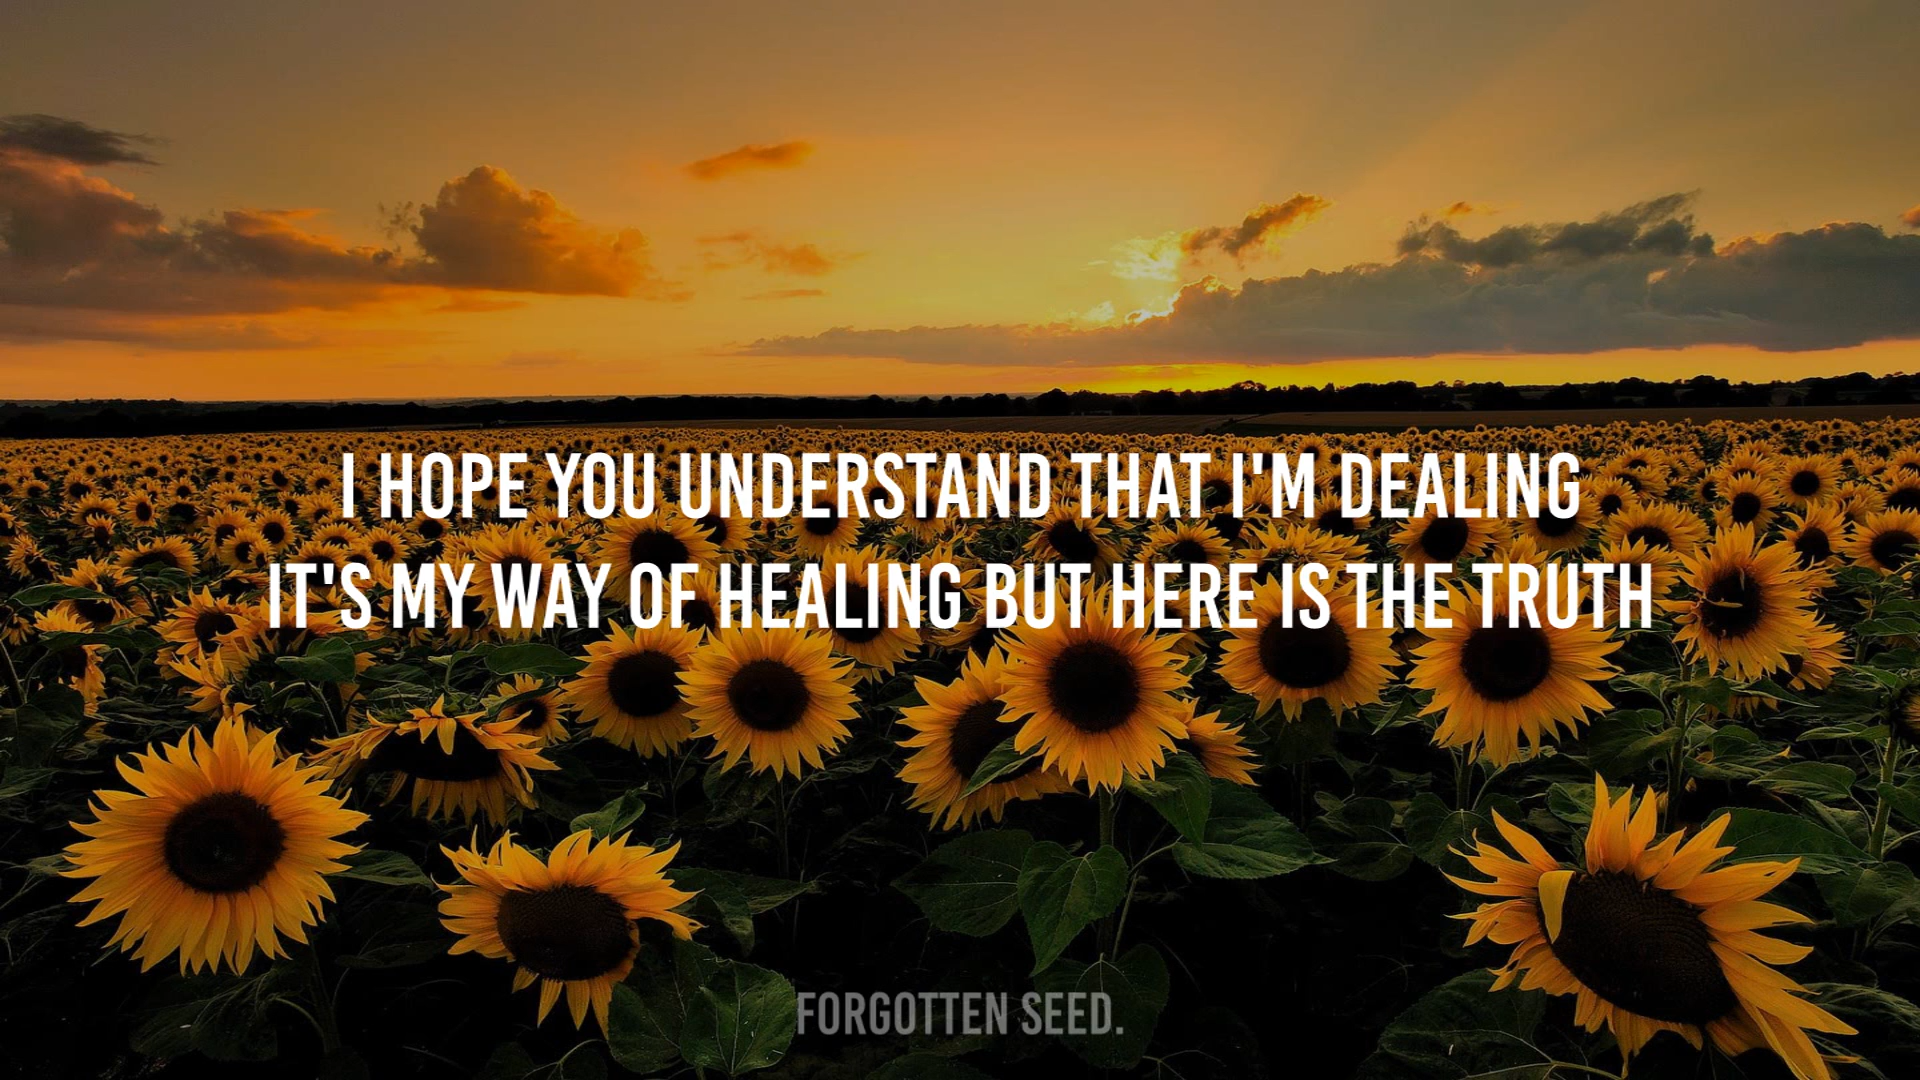 I HOPE YOU UNDERSTAND THAT I'M DEALING
IT'S MY WAY OF HEALING BUT HERE IS THE TRUTH
FORGOTTEN SEED.